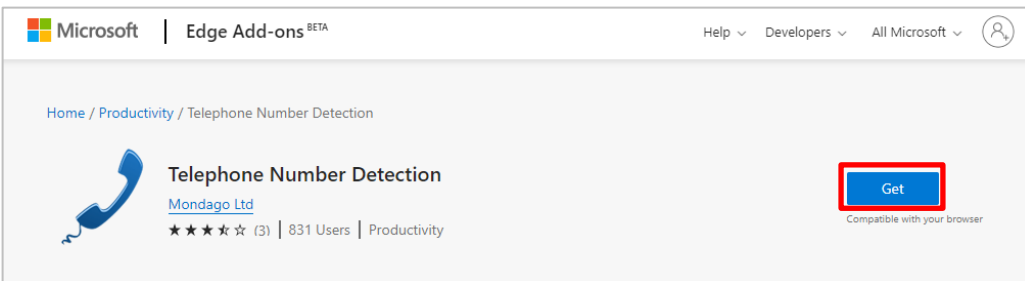 Microsoft | Edge Add-ons BETA Help Developers All Microsoft
Home / Productivity / Telephone Number Detection
Telephone Number Detection
Get
Mondago Ltd
Compatible with your browser
★★★★☆ (3) | 831 Users | Productivity